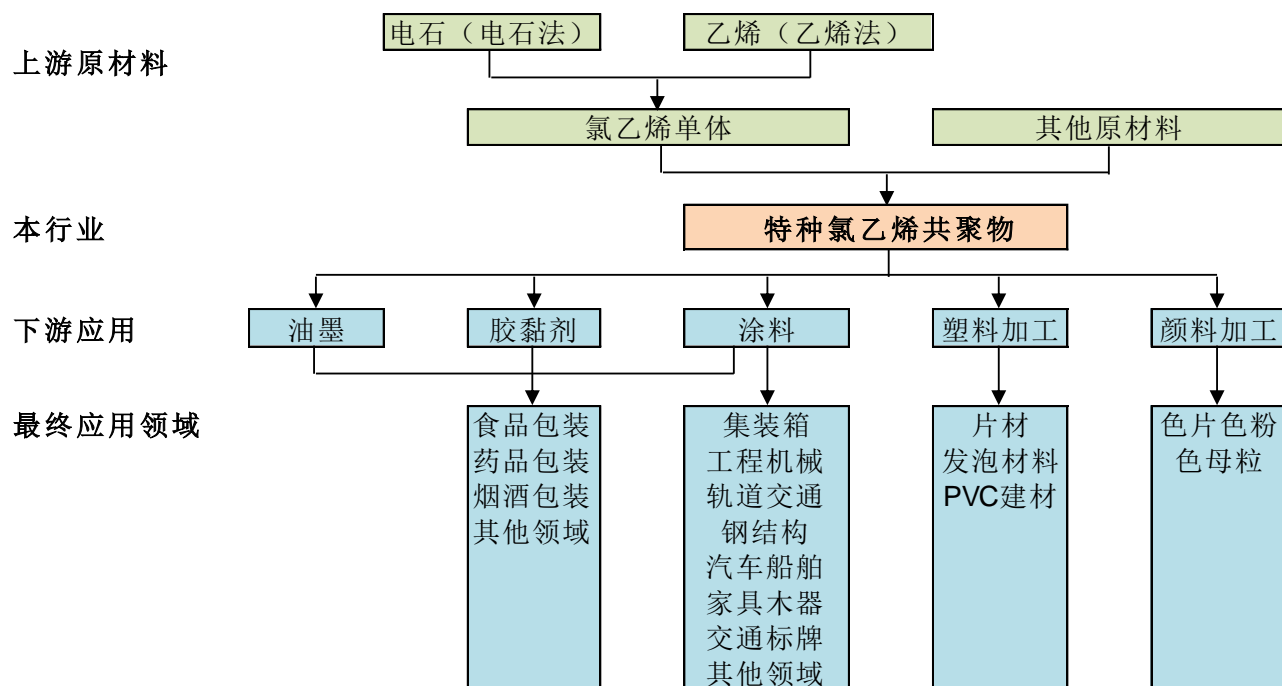 电石（电石法）
乙烯（乙烯法）
上游原材料
氯乙烯单体
其他原材料
本行业
特种氯乙烯共聚物
下游应用
油墨
胶黏剂
涂料
塑料加工
颜料加工
最终应用领域
食品包装
药品包装
烟酒包装
其他领域
集装箱
工程机械
轨道交通
钢结构
汽车船舶
家具木器
交通标牌
其他领域
片材
发泡材料
PVC建材
色片色粉
色母粒